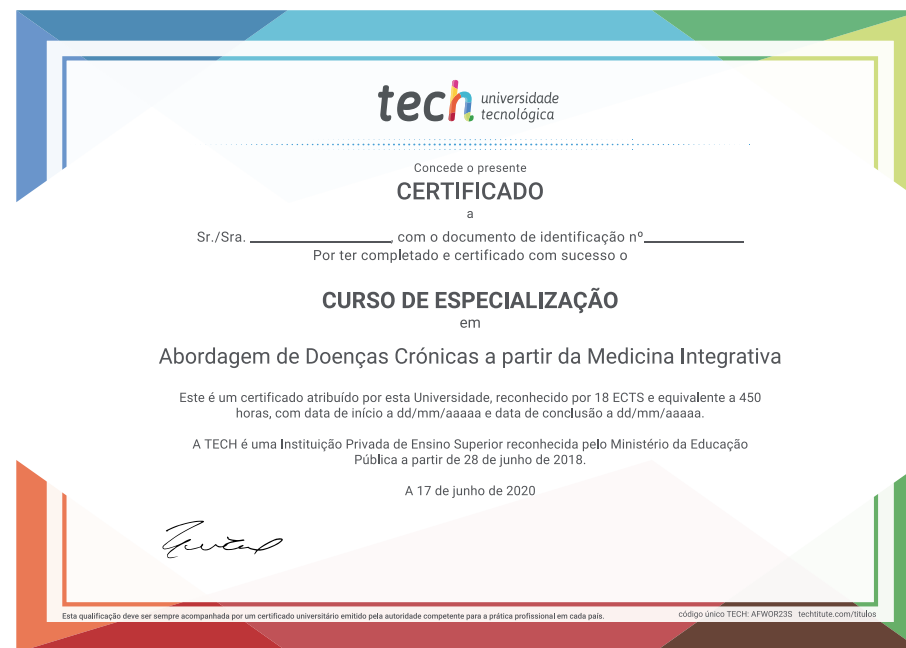 tech universidade
tecnológica
Concede o presente
CERTIFICADO
a
Sr./Sra. ____________________, com o documento de identificação nº______________
Por ter completado e certificado com sucesso o
CURSO DE ESPECIALIZAÇÃO
em
Abordagem de Doenças Crónicas a partir da Medicina Integrativa
Este é um certificado atribuído por esta Universidade, reconhecido por 18 ECTS e equivalente a 450
horas, com data de início a dd/mm/aaaaa e data de conclusão a dd/mm/aaaaa.
A TECH é uma Instituição Privada de Ensino Superior reconhecida pelo Ministério da Educação
Pública a partir de 28 de junho de 2018.
A 17 de junho de 2020
Esta qualificação deve ser sempre acompanhada por um certificado universitário emitido pela autoridade competente para a prática profissional em cada país.
código único TECH: AFWOR23S techtitute.com/titulos